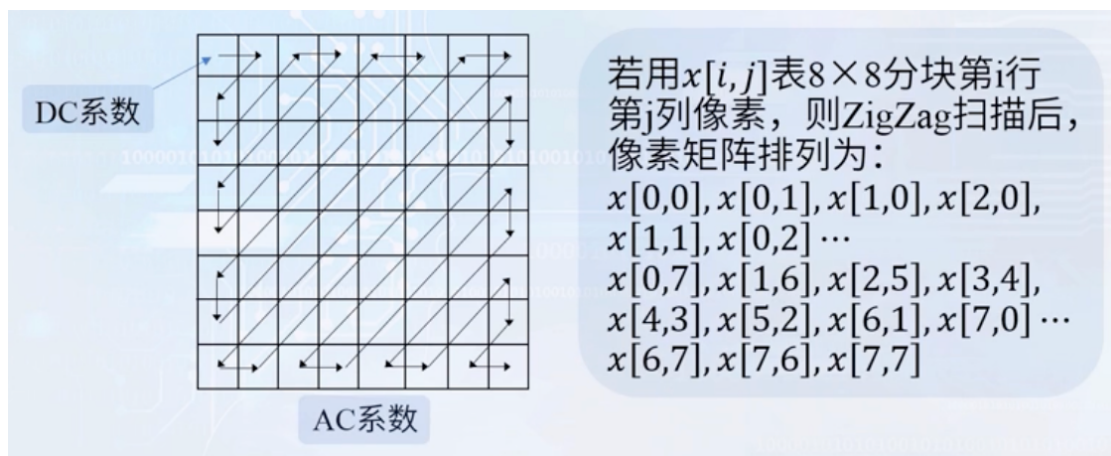 DC系数
AC系数
若用x[i,j]表8×8分块第i行
第j列像素，则ZigZag扫描后，
像素矩阵排列为：
x[0,0],x[0,1],x[1,0],x[2,0],
x[1,1],x[0,2]⋯
x[0,7],x[1,6],x[2,5],x[3,4],
x[4,3],x[5,2],x[6,1],x[7,0]⋯
x[6,7],x[7,6],x[7,7]